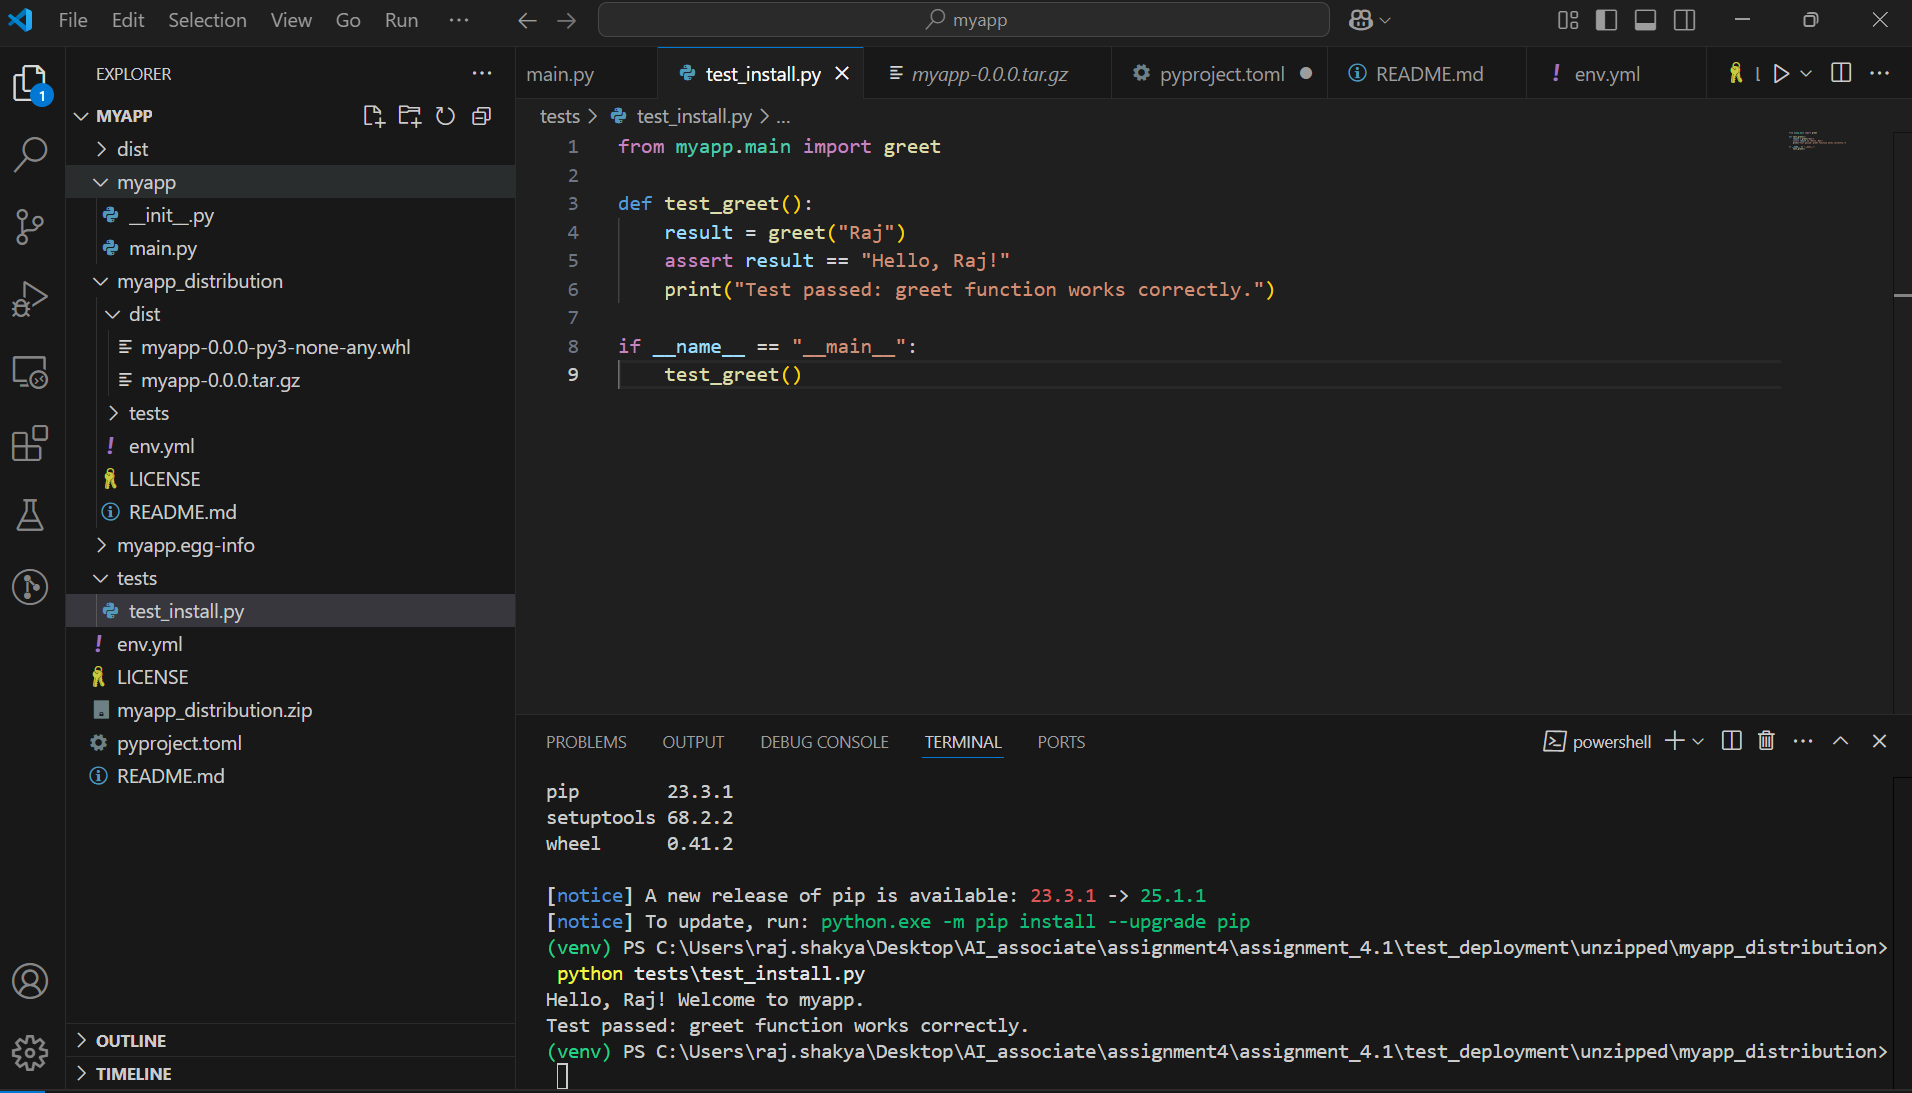 File Edit Selection View Go Run ···
myapp
EXPLORER ···
1
MYAPP
dist
myapp
__init__.py
main.py
myapp_distribution
dist
myapp-0.0.0-py3-none-any.whl
myapp-0.0.0.tar.gz
tests
env.yml
LICENSE
README.md
myapp.egg-info
tests
test_install.py
env.yml
LICENSE
myapp_distribution.zip
pyproject.toml
README.md
OUTLINE
TIMELINE
main.py test_install.py myapp-0.0.0.tar.gz pyproject.toml README.md env.yml
tests > test_install.py > ...
1 from myapp.main import greet
2
3 def test_greet():
4 result = greet("Raj")
5 assert result == "Hello, Raj!"
6 print("Test passed: greet function works correctly.")
7
8 if __name__ == "__main__":
9 test_greet()
PROBLEMS OUTPUT DEBUG CONSOLE TERMINAL PORTS powershell
pip 23.3.1
setuptools 68.2.2
wheel 0.41.2
[notice] A new release of pip is available: 23.3.1 -> 25.1.1
[notice] To update, run: python.exe -m pip install --upgrade pip
(venv) PS C:\Users\raj.shakya\Desktop\AI_associate\assignment4\assignment_4.1\test_deployment\unzipped\myapp_distribution>
python tests\test_install.py
Hello, Raj! Welcome to myapp.
Test passed: greet function works correctly.
(venv) PS C:\Users\raj.shakya\Desktop\AI_associate\assignment4\assignment_4.1\test_deployment\unzipped\myapp_distribution>